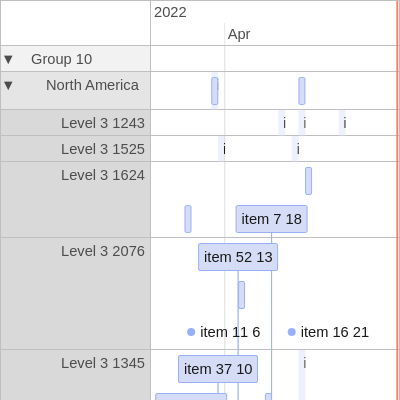 2022
Apr
▼ Group 10
▼ North America
Level 3 1243 i i i
Level 3 1525 i i
Level 3 1624
item 7 18
Level 3 2076
item 52 13
item 11 6 item 16 21
Level 3 1345 i
item 37 10